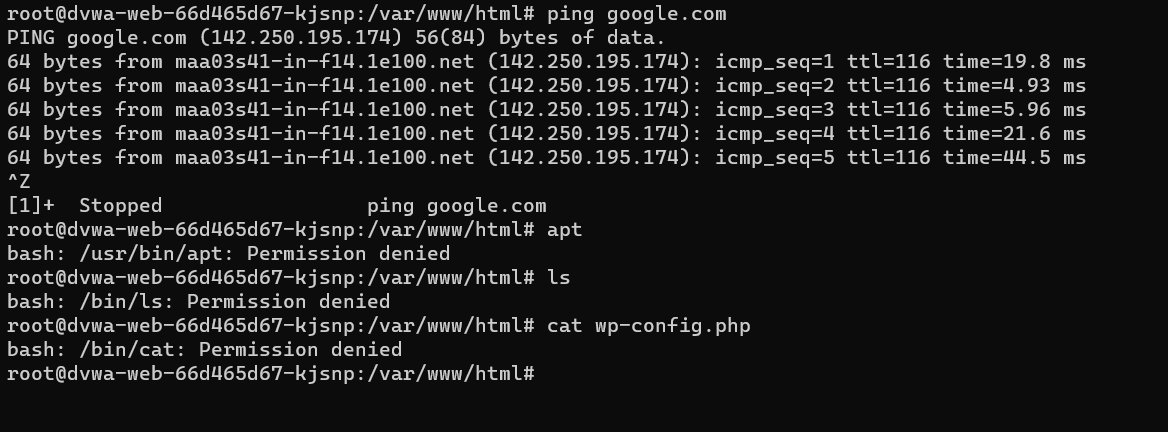 root@dvwa-web-66d465d67-kjsnp:/var/www/html# ping google.com
PING google.com (142.250.195.174) 56(84) bytes of data.
64 bytes from maa03s41-in-f14.1e100.net (142.250.195.174): icmp_seq=1 ttl=116 time=19.8 ms
64 bytes from maa03s41-in-f14.1e100.net (142.250.195.174): icmp_seq=2 ttl=116 time=4.93 ms
64 bytes from maa03s41-in-f14.1e100.net (142.250.195.174): icmp_seq=3 ttl=116 time=5.96 ms
64 bytes from maa03s41-in-f14.1e100.net (142.250.195.174): icmp_seq=4 ttl=116 time=21.6 ms
64 bytes from maa03s41-in-f14.1e100.net (142.250.195.174): icmp_seq=5 ttl=116 time=44.5 ms
^Z
[1]+  Stopped                 ping google.com
root@dvwa-web-66d465d67-kjsnp:/var/www/html# apt
bash: /usr/bin/apt: Permission denied
root@dvwa-web-66d465d67-kjsnp:/var/www/html# ls
bash: /bin/ls: Permission denied
root@dvwa-web-66d465d67-kjsnp:/var/www/html# cat wp-config.php
bash: /bin/cat: Permission denied
root@dvwa-web-66d465d67-kjsnp:/var/www/html#